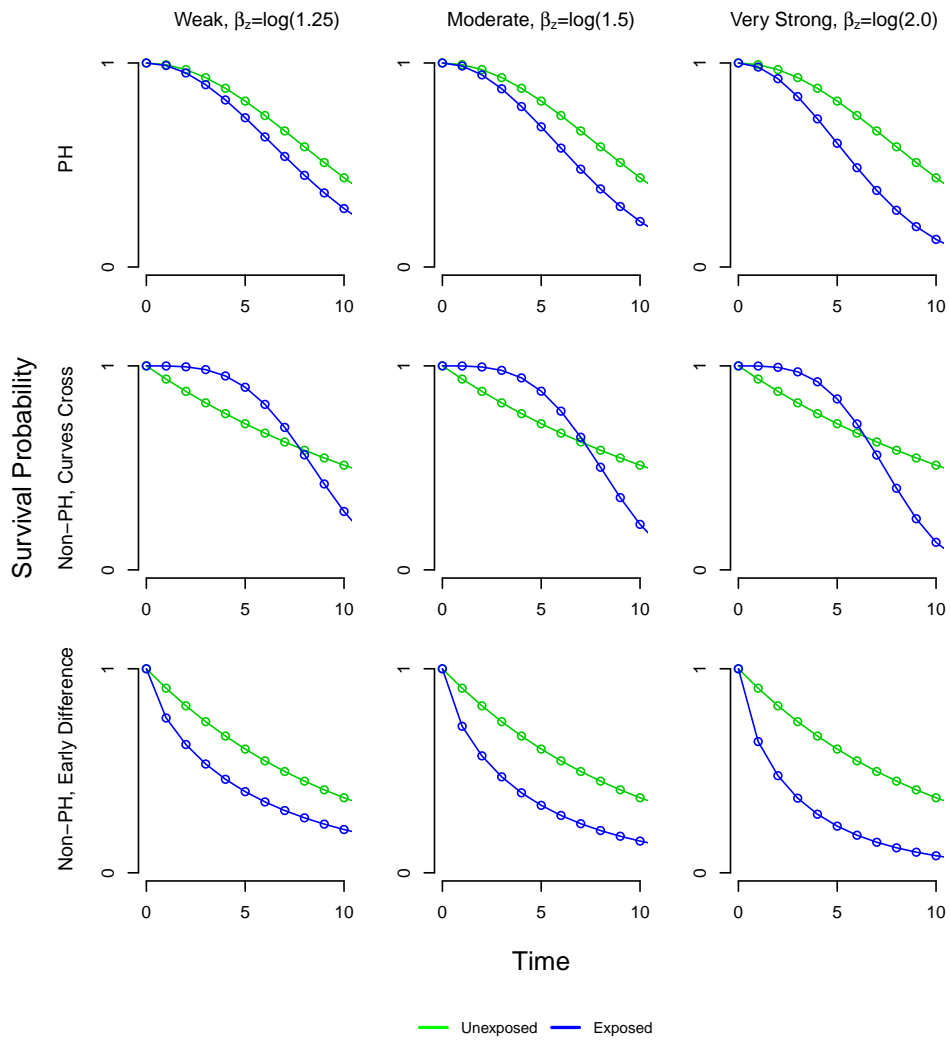 Weak, βz=log(1.25)
Moderate, βz=log(1.5)
Very Strong, βz=log(2.0)
PH
1
0
0 5 10
1
0
0 5 10
1
0
0 5 10
Survival Probability
Non−PH, Curves Cross
1
0
0 5 10
1
0
0 5 10
1
0
0 5 10
Non−PH, Early Difference
1
0
0 5 10
1
0
0 5 10
1
0
0 5 10
Time
Unexposed Exposed